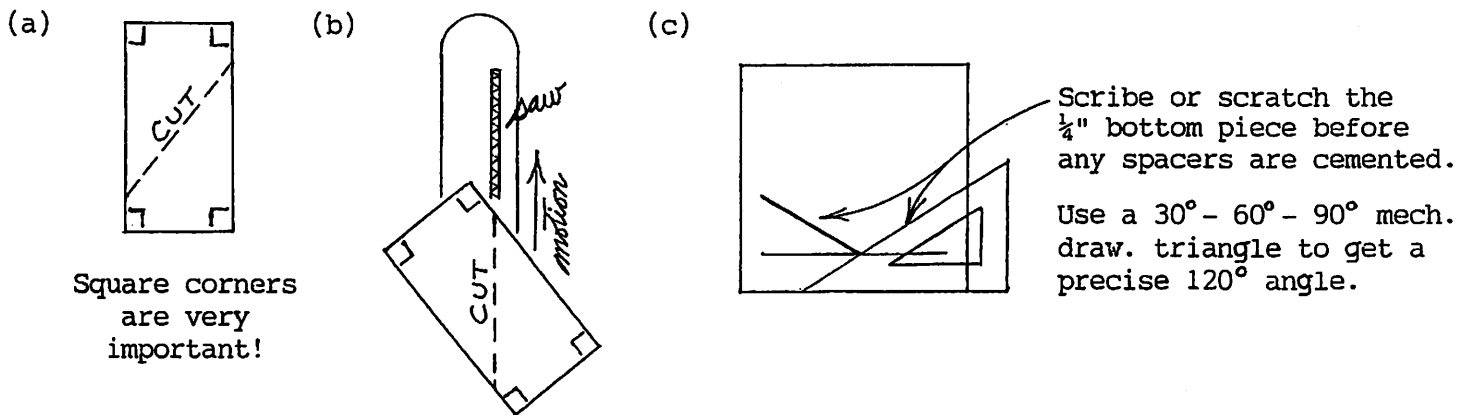 (a)
CUT
Square corners
are very
important!
(b)
saw
motion
CUT
(c)
Scribe or scratch the
¼" bottom piece before
any spacers are cemented.
Use a 30° - 60° - 90° mech.
draw. triangle to get a
precise 120° angle.